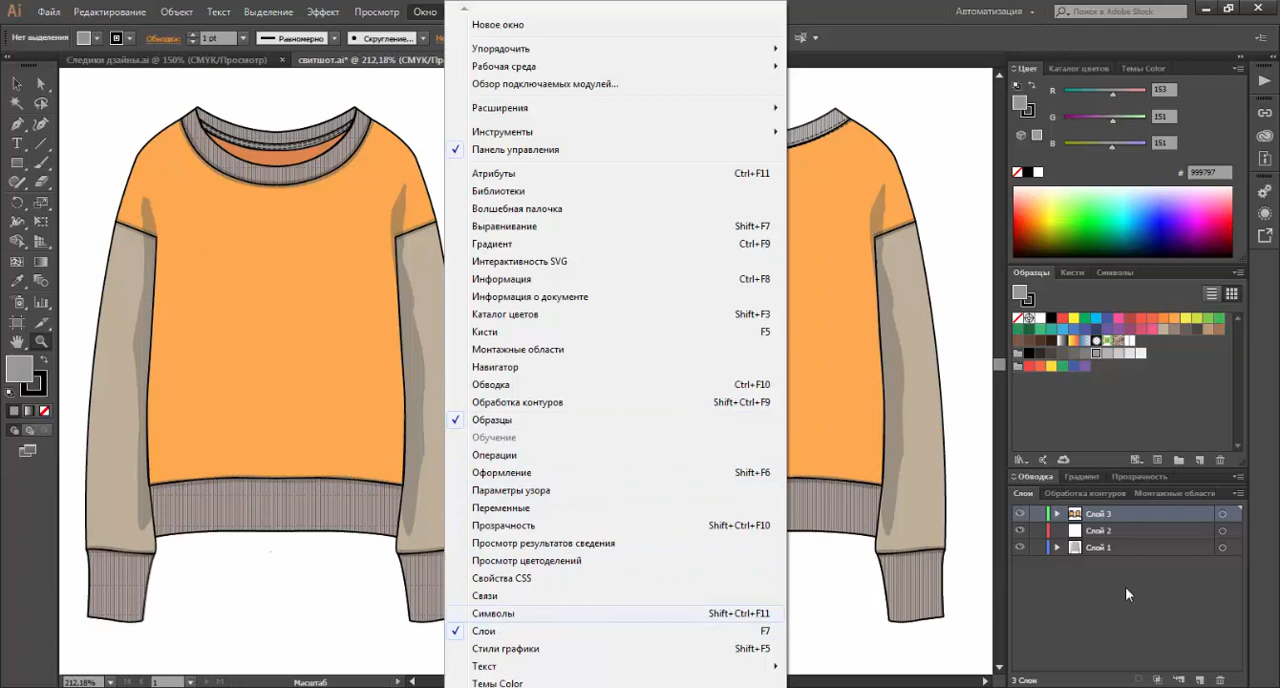 Ai Файл Редактирование Объект Текст Выделение Эффект Просмотр Окно Автоматизация Поиск в Adobe Stock
Нет выделения Обводка: 1 pt Равномерно Скругление...
Следики дзайны.ai @ 150% (CMYK/Просмотр) × свитшот.ai* @ 212,18% (CMYK/По
Новое окно
Упорядочить
Рабочая среда
Обзор подключаемых модулей...
Расширения
Инструменты
Панель управления
Атрибуты Ctrl+F11
Библиотеки
Волшебная палочка
Выравнивание Shift+F7
Градиент Ctrl+F9
Интерактивность SVG
Информация Ctrl+F8
Информация о документе
Каталог цветов Shift+F3
Кисти F5
Монтажные области
Навигатор
Обводка Ctrl+F10
Обработка контуров Shift+Ctrl+F9
Образцы
Обучение
Операции
Оформление Shift+F6
Параметры узора
Переменные
Прозрачность Shift+Ctrl+F10
Просмотр результатов сведения
Просмотр цветоделений
Свойства CSS
Связи
Символы Shift+Ctrl+F11
Слои F7
Стили графики Shift+F5
Текст
Темы Color
Цвет Каталог цветов Темы Color
R 153
G 151
B 151
# 999797
Образцы Кисти Символы
Обводка Градиент Прозрачность
Слои Обработка контуров Монтажные области
Слой 3
Слой 2
Слой 1
3 Слои
212,18% 1 Масштаб